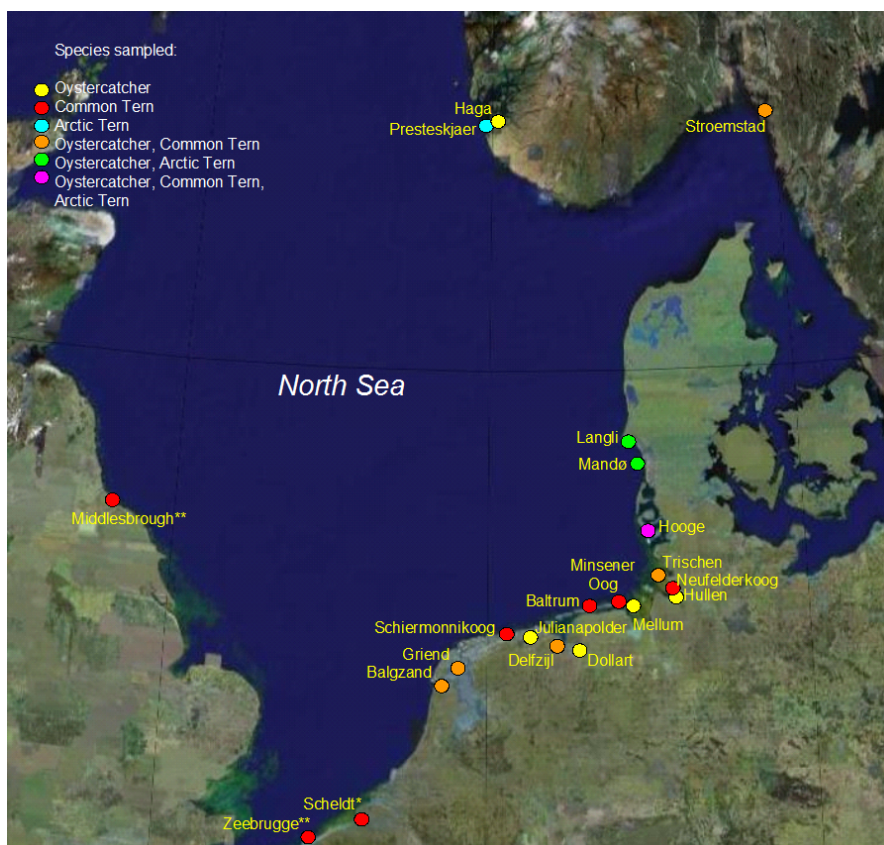 Species sampled:
Oystercatcher
Common Tern
Arctic Tern
Oystercatcher, Common Tern
Oystercatcher, Arctic Tern
Oystercatcher, Common Tern,
Arctic Tern
Haga
Presteskjaer
Stroemstad
North Sea
Langli
Mandø
Middlesbrough**
Hooge
Trischen
Minsener
Oog
Neufelderkoog
Hullen
Baltrum
Mellum
Schiermonnikoog
Julianapolder
Griend
Delfzijl
Dollart
Balgzand
Scheldt*
Zeebrugge**